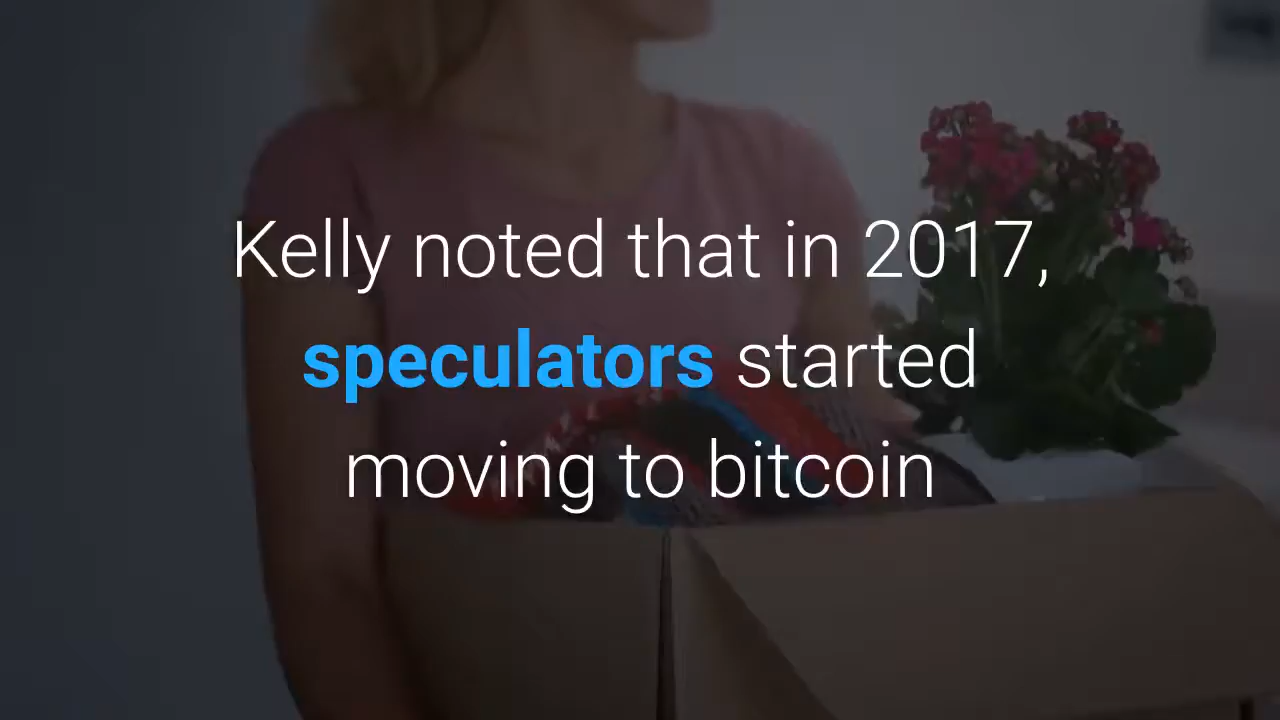 Kelly noted that in 2017,
speculators started
moving to bitcoin